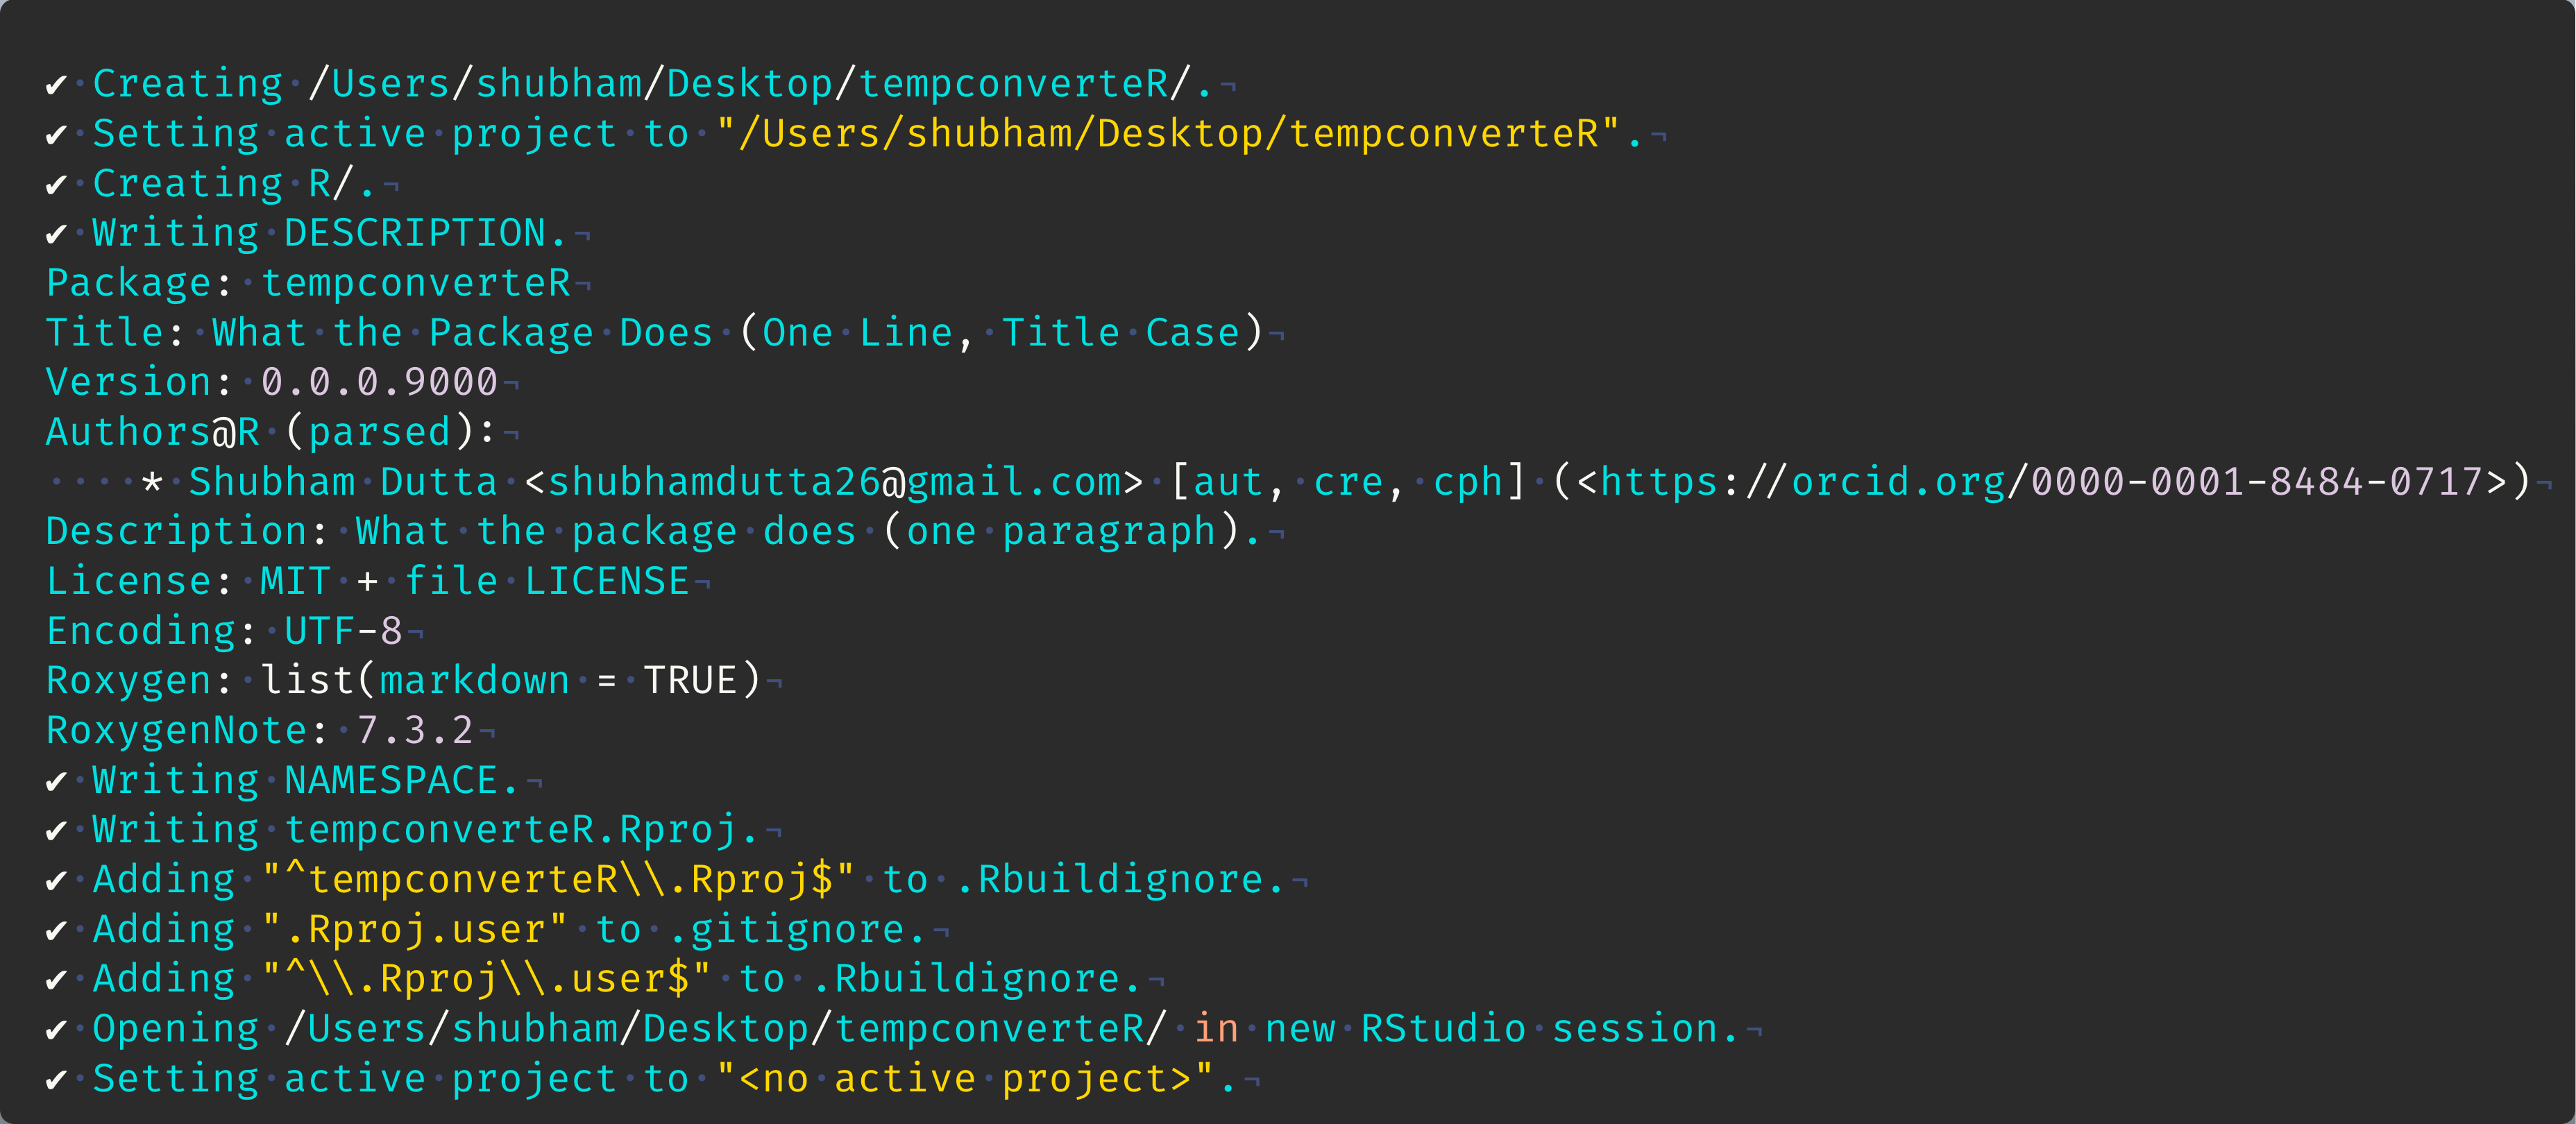 ✔ Creating /Users/shubham/Desktop/tempconverteR/.
✔ Setting active project to "/Users/shubham/Desktop/tempconverteR".
✔ Creating R/.
✔ Writing DESCRIPTION.
Package: tempconverteR
Title: What the Package Does (One Line, Title Case)
Version: 0.0.0.9000
Authors@R (parsed):
    * Shubham Dutta <shubhamdutta26@gmail.com> [aut, cre, cph] (<https://orcid.org/0000-0001-8484-0717>)
Description: What the package does (one paragraph).
License: MIT + file LICENSE
Encoding: UTF-8
Roxygen: list(markdown = TRUE)
RoxygenNote: 7.3.2
✔ Writing NAMESPACE.
✔ Writing tempconverteR.Rproj.
✔ Adding "^tempconverteR\\.Rproj$" to .Rbuildignore.
✔ Adding ".Rproj.user" to .gitignore.
✔ Adding "^\\.Rproj\\.user$" to .Rbuildignore.
✔ Opening /Users/shubham/Desktop/tempconverteR/ in new RStudio session.
✔ Setting active project to "<no active project>".